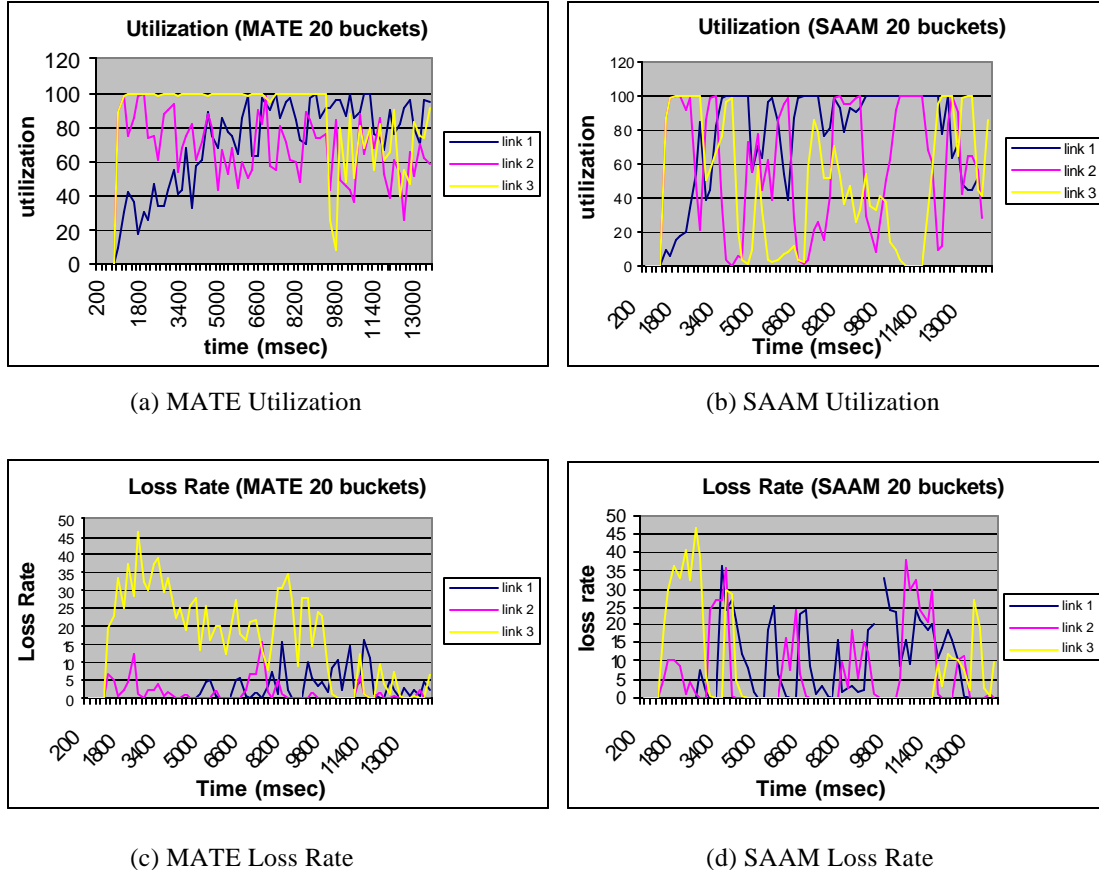 Utilization (MATE 20 buckets)
120
100
80
60
40
20
0
utilization
200
1800
3400
5000
6600
8200
9800
11400
13000
time (msec)
link 1
link 2
link 3
(a) MATE Utilization
Utilization (SAAM 20 buckets)
120
100
80
60
40
20
0
utilization
200
1800
3400
5000
6600
8200
9800
11400
13000
Time (msec)
link 1
link 2
link 3
(b) SAAM Utilization
Loss Rate (MATE 20 buckets)
50
45
40
35
30
25
20
15
10
5
0
Loss Rate
200
1800
3400
5000
6600
8200
9800
11400
13000
Time (msec)
link 1
link 2
link 3
(c) MATE Loss Rate
Loss Rate (SAAM 20 buckets)
50
45
40
35
30
25
20
15
10
5
0
loss rate
200
1800
3400
5000
6600
8200
9800
11400
13000
Time (msec)
link 1
link 2
link 3
(d) SAAM Loss Rate